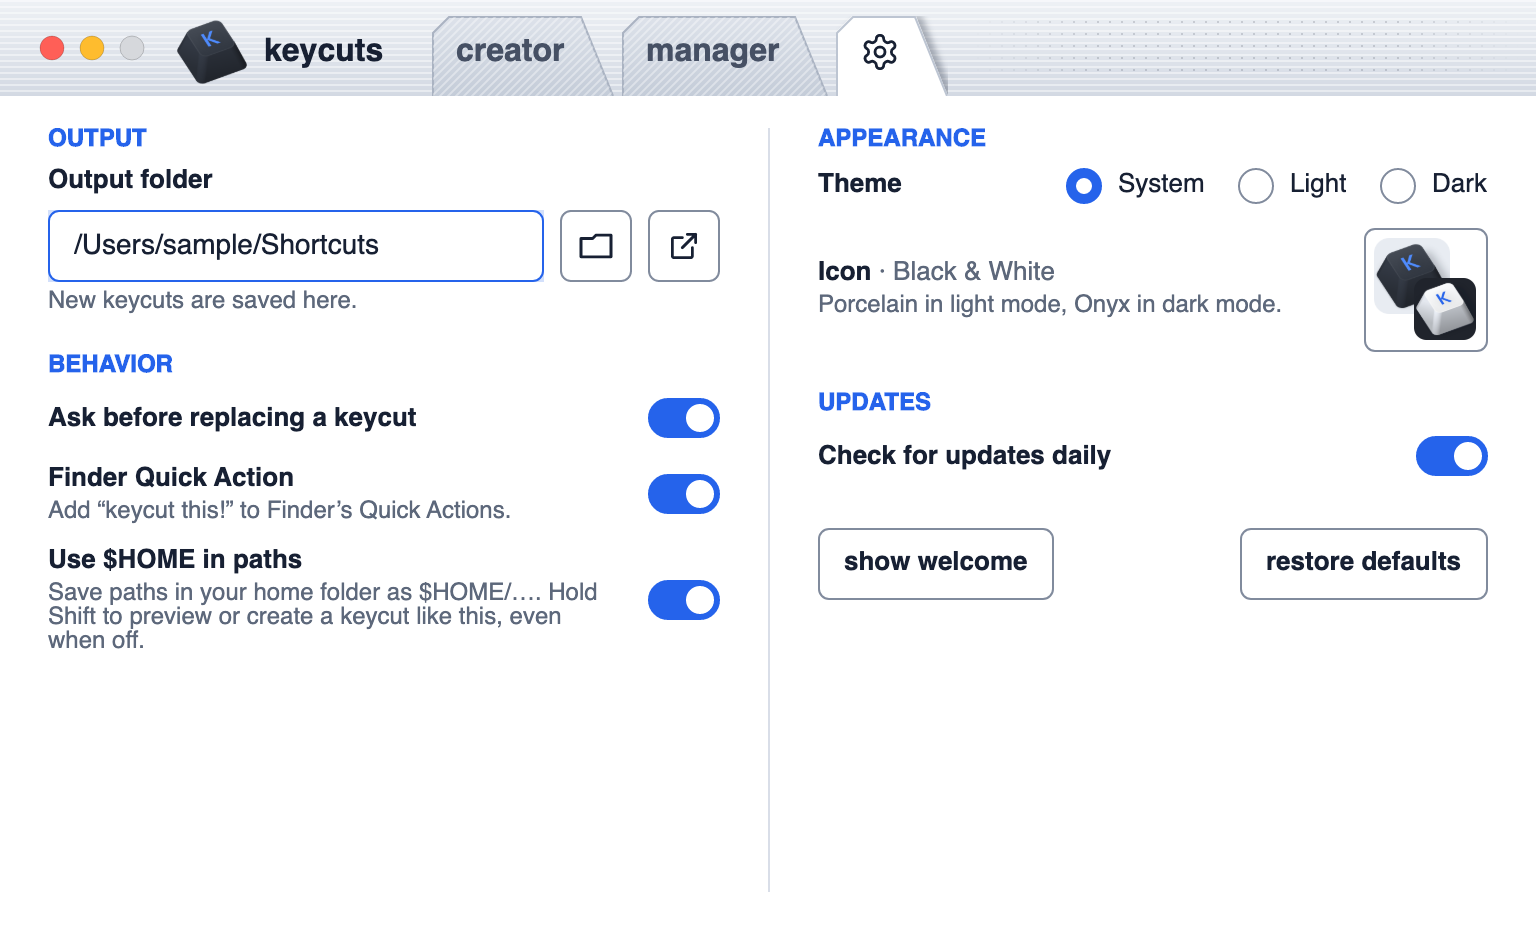 keycuts
creator
manager
OUTPUT
Output folder
/Users/sample/Shortcuts
New keycuts are saved here.
BEHAVIOR
Ask before replacing a keycut
Finder Quick Action
Add “keycut this!” to Finder’s Quick Actions.
Use $HOME in paths
Save paths in your home folder as $HOME/…. Hold
Shift to preview or create a keycut like this, even
when off.
APPEARANCE
Theme
System
Light
Dark
Icon · Black & White
Porcelain in light mode, Onyx in dark mode.
K
K
UPDATES
Check for updates daily
show welcome
restore defaults